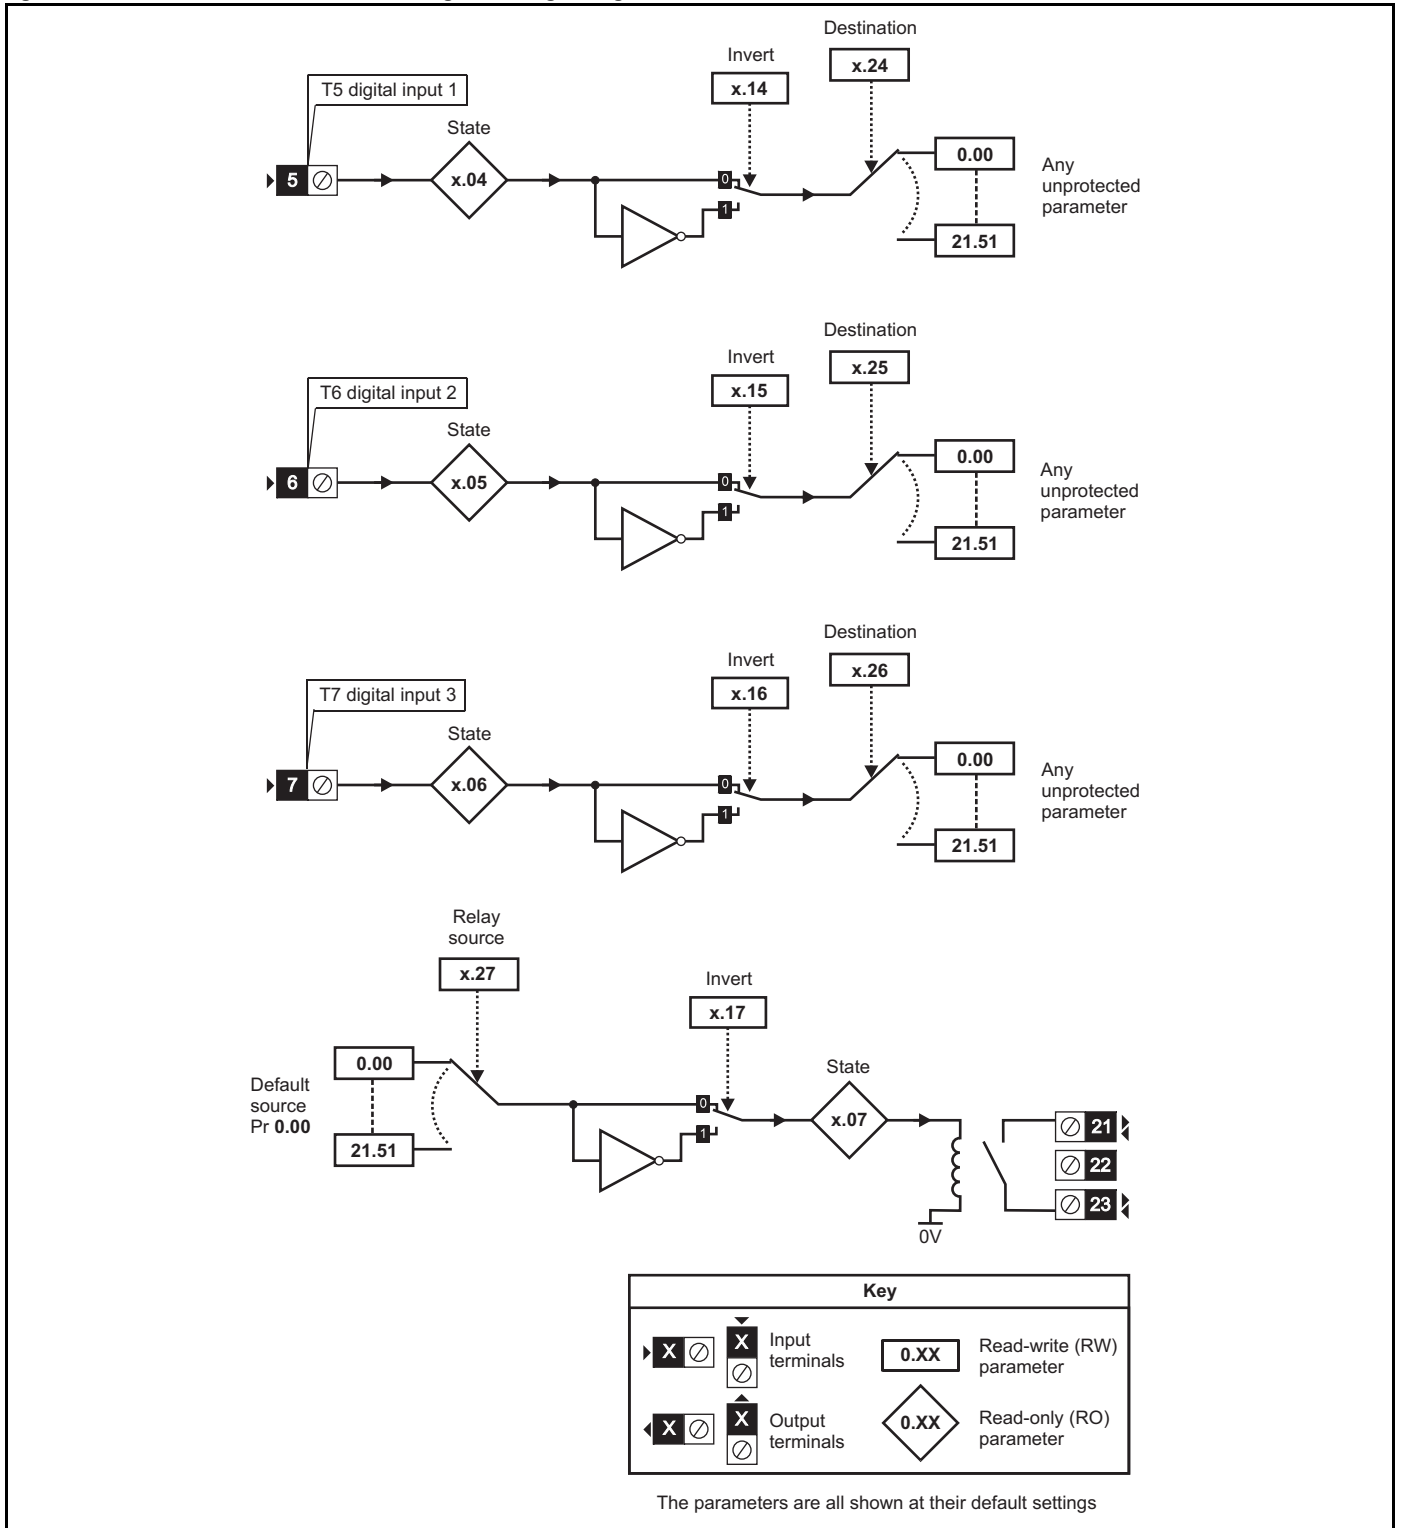 Destination
x.24
Invert
x.14
T5 digital input 1
State
5
x.04
0
1
0.00
21.51
Any
unprotected
parameter
Destination
x.25
Invert
x.15
T6 digital input 2
State
6
x.05
0
1
0.00
21.51
Any
unprotected
parameter
Destination
x.26
Invert
x.16
T7 digital input 3
State
7
x.06
0
1
0.00
21.51
Any
unprotected
parameter
Relay
source
x.27
Invert
x.17
0.00
Default
source
Pr 0.00
21.51
0
1
State
x.07
0V
21
22
23
Key
X
X
Input
terminals
0.XX
Read-write (RW)
parameter
X
X
Output
terminals
0.XX
Read-only (RO)
parameter
The parameters are all shown at their default settings